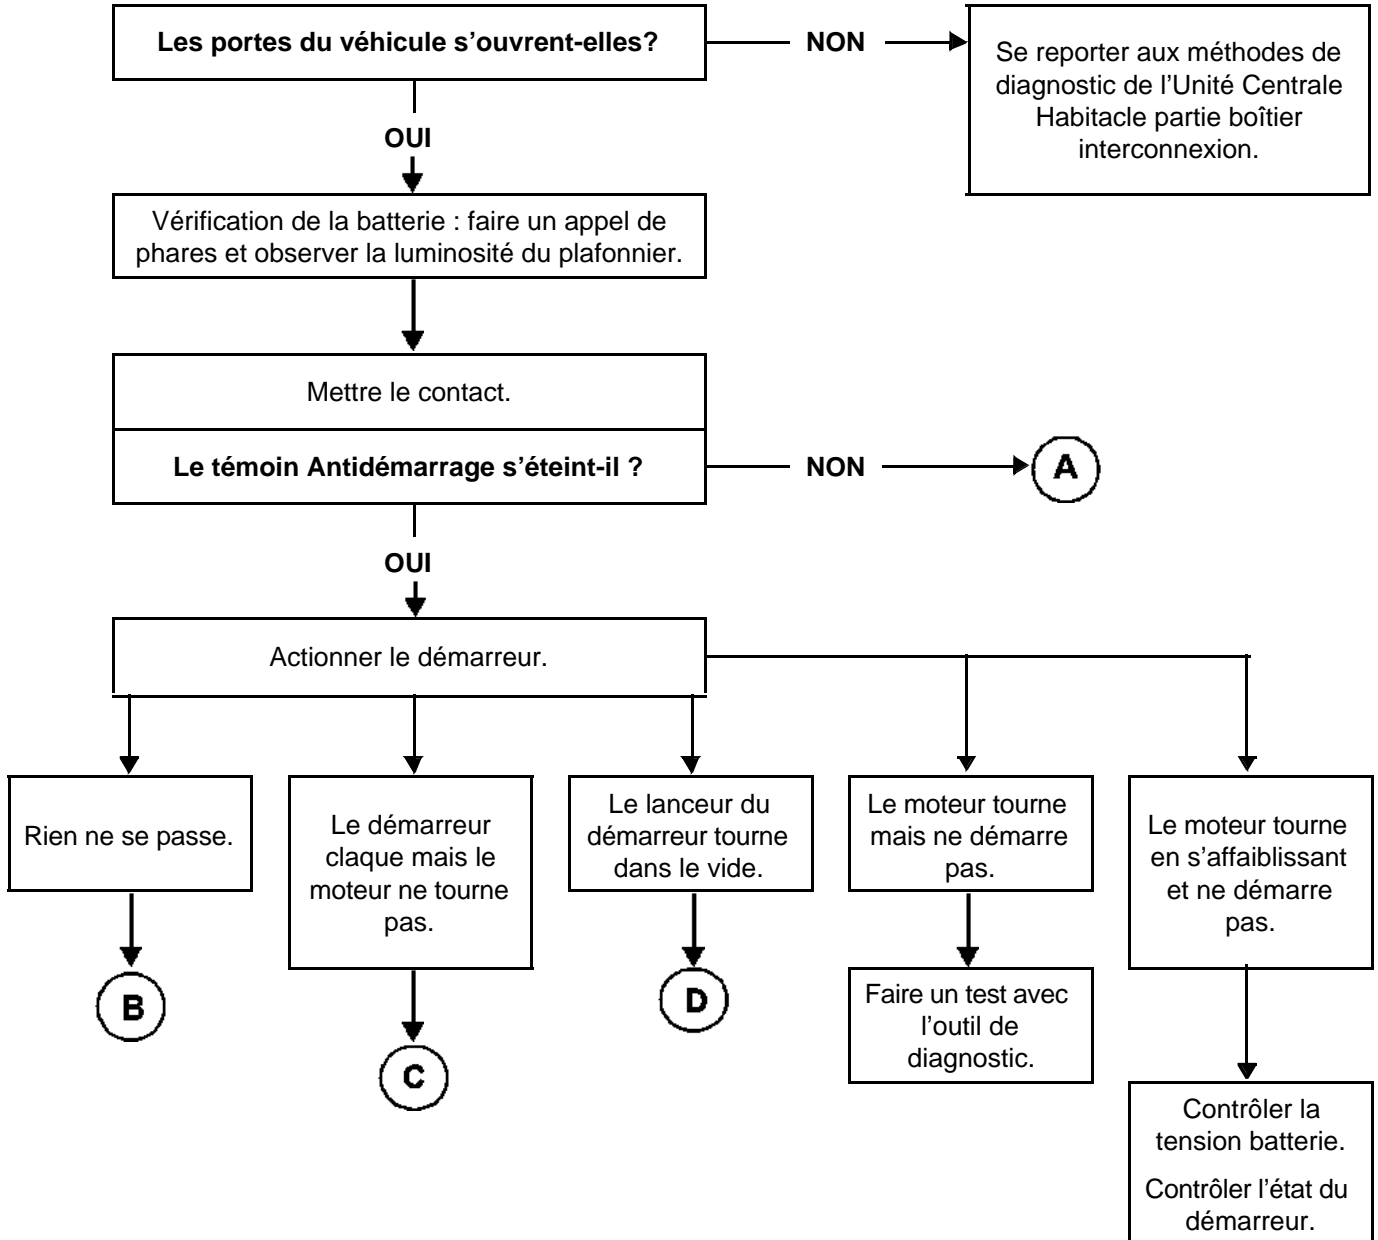 Les portes du véhicule s'ouvrent-elles?
NON
Se reporter aux méthodes de
diagnostic de l'Unité Centrale
Habitacle partie boîtier
interconnexion.
OUI
Vérification de la batterie : faire un appel de
phares et observer la luminosité du plafonnier.
Mettre le contact.
Le témoin Antidémarrage s'éteint-il ?
NON
A
OUI
Actionner le démarreur.
Rien ne se passe.
B
Le démarreur
claque mais le
moteur ne tourne
pas.
C
Le lanceur du
démarreur tourne
dans le vide.
D
Le moteur tourne
mais ne démarre
pas.
Faire un test avec
l'outil de
diagnostic.
Le moteur tourne
en s'affaiblissant
et ne démarre
pas.
Contrôler la
tension batterie.
Contrôler l'état du
démarreur.